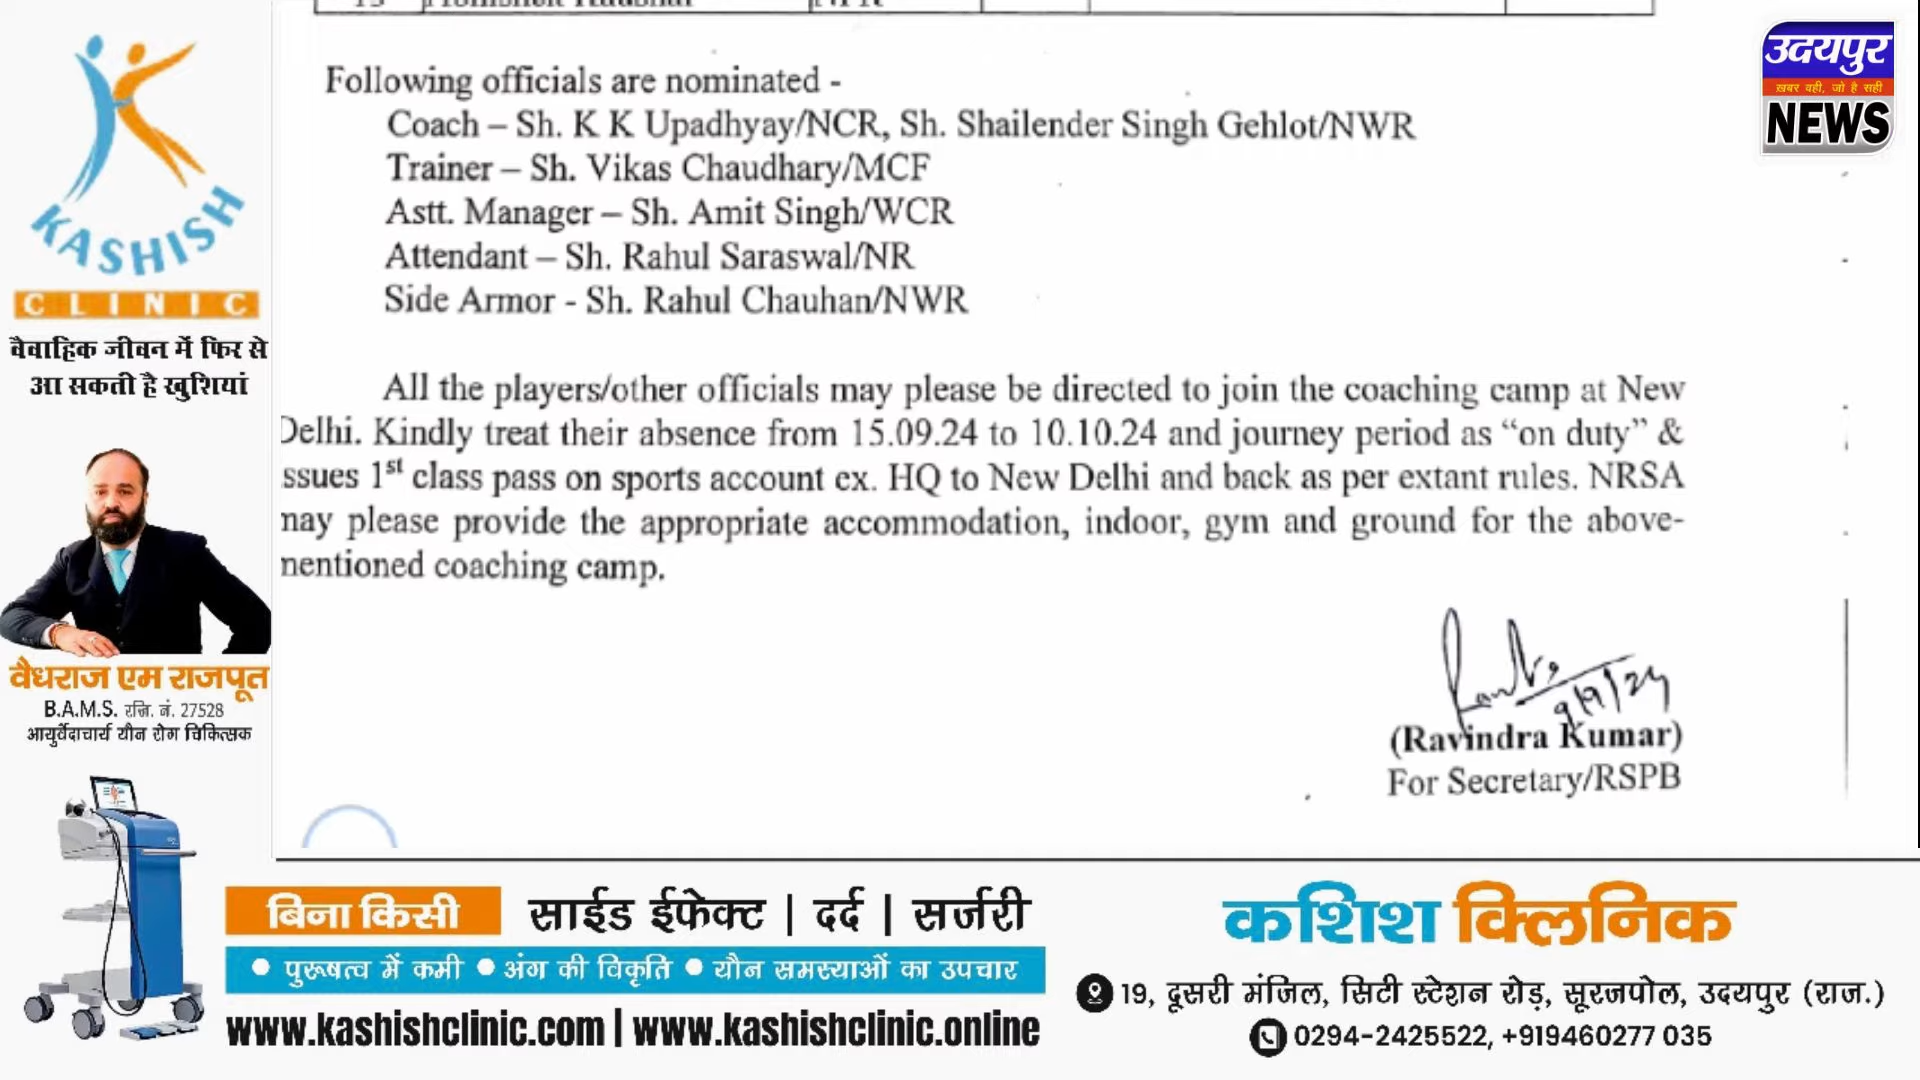 Following officials are nominated -
Coach – Sh. K K Upadhyay/NCR, Sh. Shailender Singh Gehlot/NWR
Trainer – Sh. Vikas Chaudhary/MCF
Astt. Manager – Sh. Amit Singh/WCR
Attendant – Sh. Rahul Saraswal/NR
Side Armor - Sh. Rahul Chauhan/NWR
All the players/other officials may please be directed to join the coaching camp at New
Delhi. Kindly treat their absence from 15.09.24 to 10.10.24 and journey period as “on duty” &
ssues 1st class pass on sports account ex. HQ to New Delhi and back as per extant rules. NRSA
may please provide the appropriate accommodation, indoor, gym and ground for the above-
mentioned coaching camp.
9/9/24
(Ravindra Kumar)
For Secretary/RSPB
उदयपुर
ख़बर वही, जो है सही
NEWS
KASHISH
CLINIC
वैवाहिक जीवन में फिर से
आ सकती है खुशियां
वैधराज एम राजपूत
B.A.M.S. रजि. नं. 27528
आयुर्वेदाचार्य यौन रोग चिकित्सक
बिना किसी साईड ईफेक्ट | दर्द | सर्जरी
• पुरूषत्व में कमी • अंग की विकृति • यौन समस्याओं का उपचार
www.kashishclinic.com | www.kashishclinic.online
कशिश क्लिनिक
19, दूसरी मंजिल, सिटी स्टेशन रोड़, सूरजपोल, उदयपुर (राज.)
0294-2425522, +919460277 035